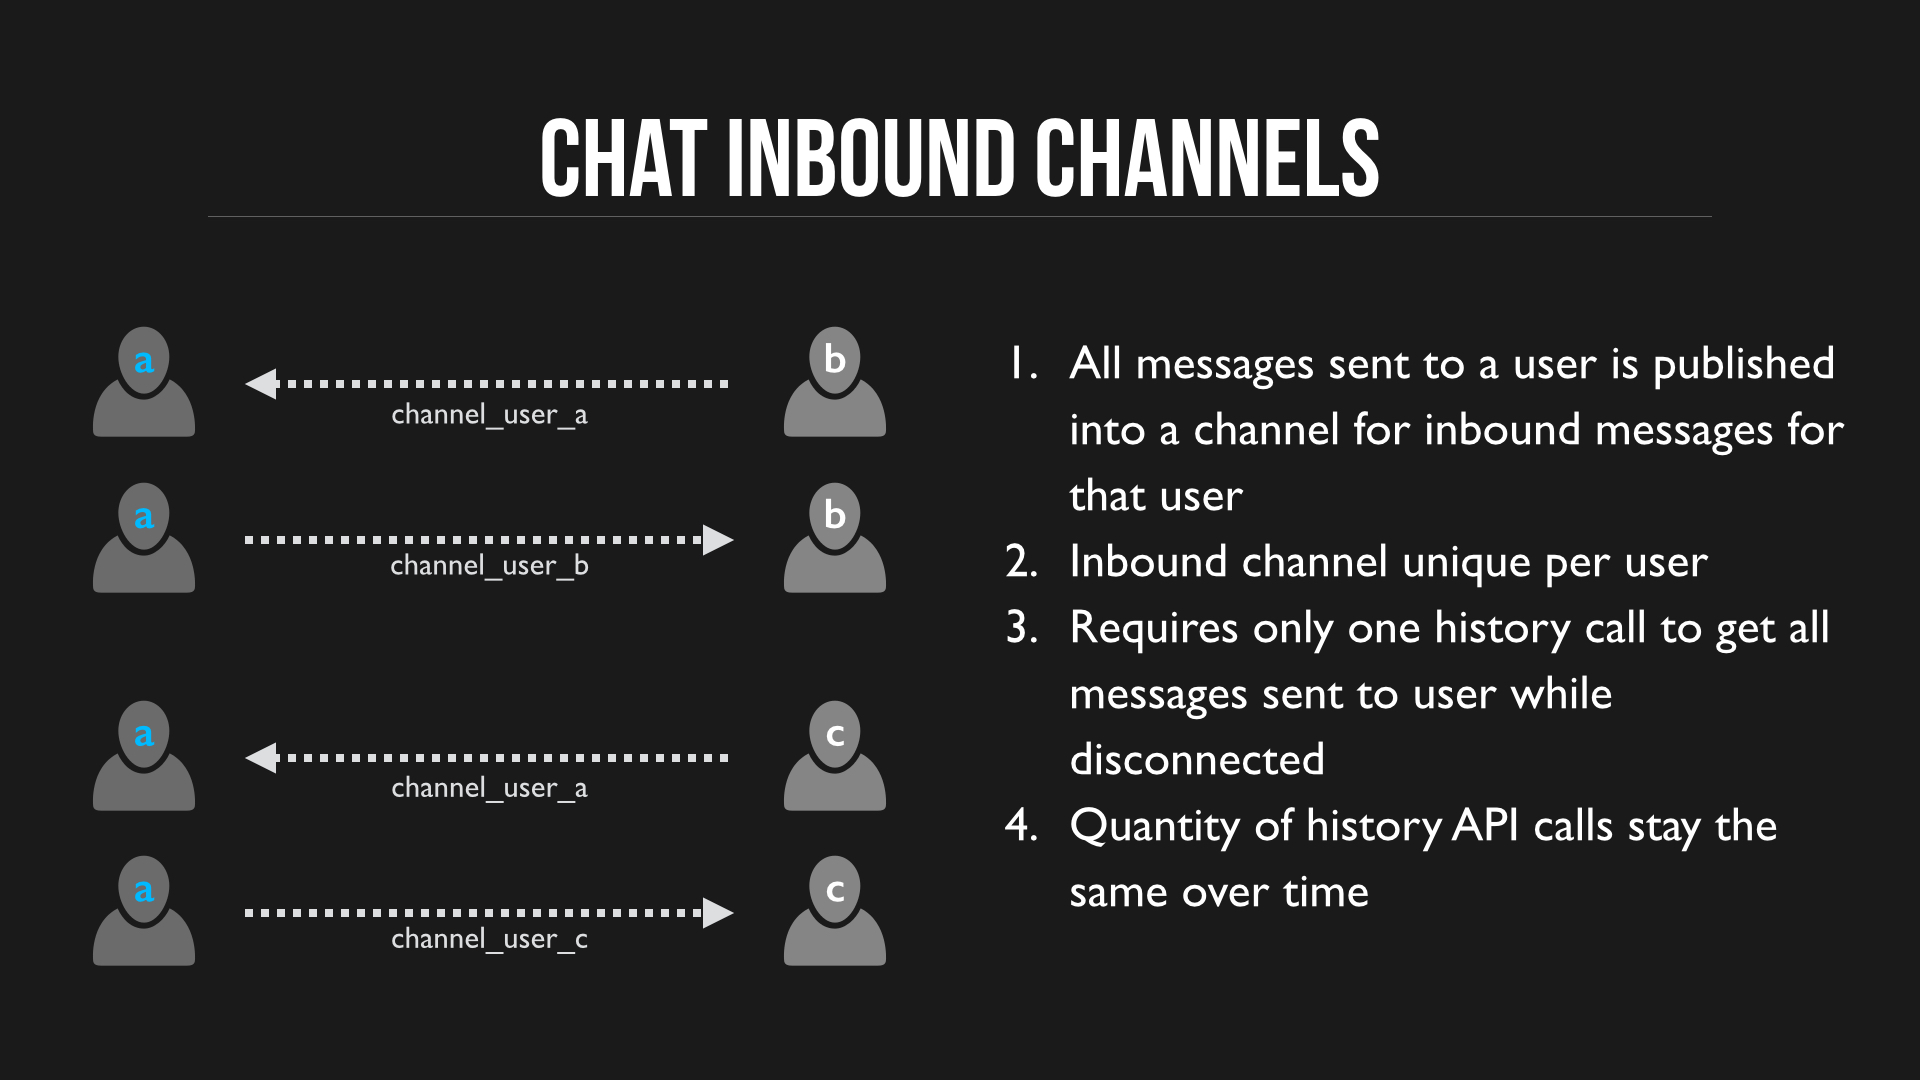 CHAT INBOUND CHANNELS
a
b
channel_user_a
a
b
channel_user_b
a
c
channel_user_a
a
c
channel_user_c
1. All messages sent to a user is published
into a channel for inbound messages for
that user
2. Inbound channel unique per user
3. Requires only one history call to get all
messages sent to user while
disconnected
4. Quantity of history API calls stay the
same over time